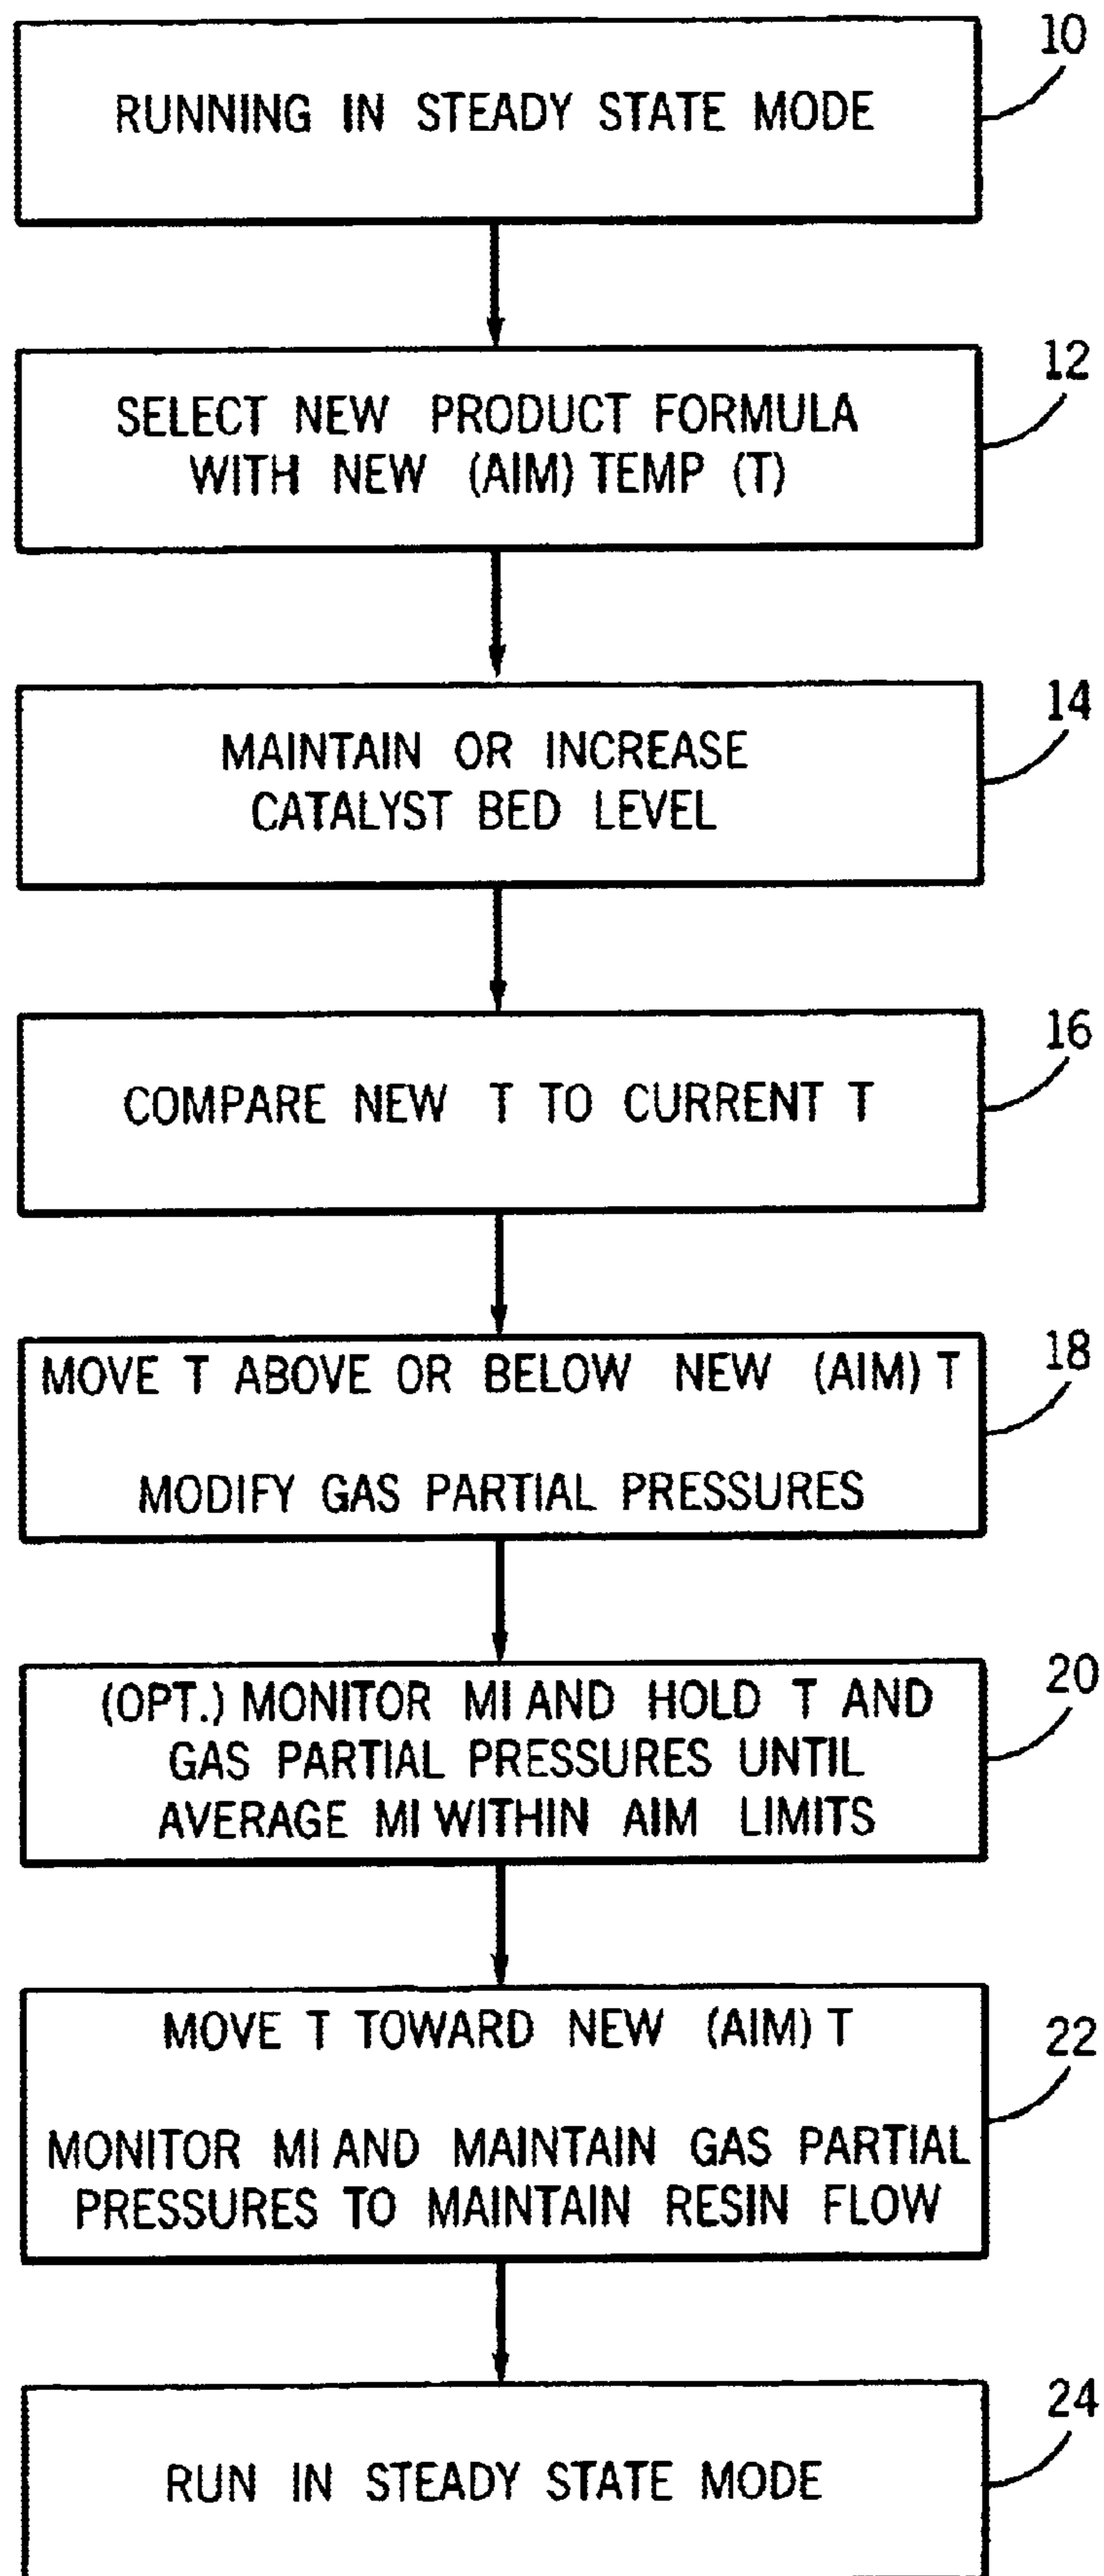 10
RUNNING IN STEADY STATE MODE
12
SELECT NEW PRODUCT FORMULA
WITH NEW (AIM) TEMP (T)
14
MAINTAIN OR INCREASE
CATALYST BED LEVEL
16
COMPARE NEW T TO CURRENT T
18
MOVE T ABOVE OR BELOW NEW (AIM) T
MODIFY GAS PARTIAL PRESSURES
20
(OPT.) MONITOR MI AND HOLD T AND
GAS PARTIAL PRESSURES UNTIL
AVERAGE MI WITHIN AIM LIMITS
22
MOVE T TOWARD NEW (AIM) T
MONITOR MI AND MAINTAIN GAS PARTIAL
PRESSURES TO MAINTAIN RESIN FLOW
24
RUN IN STEADY STATE MODE